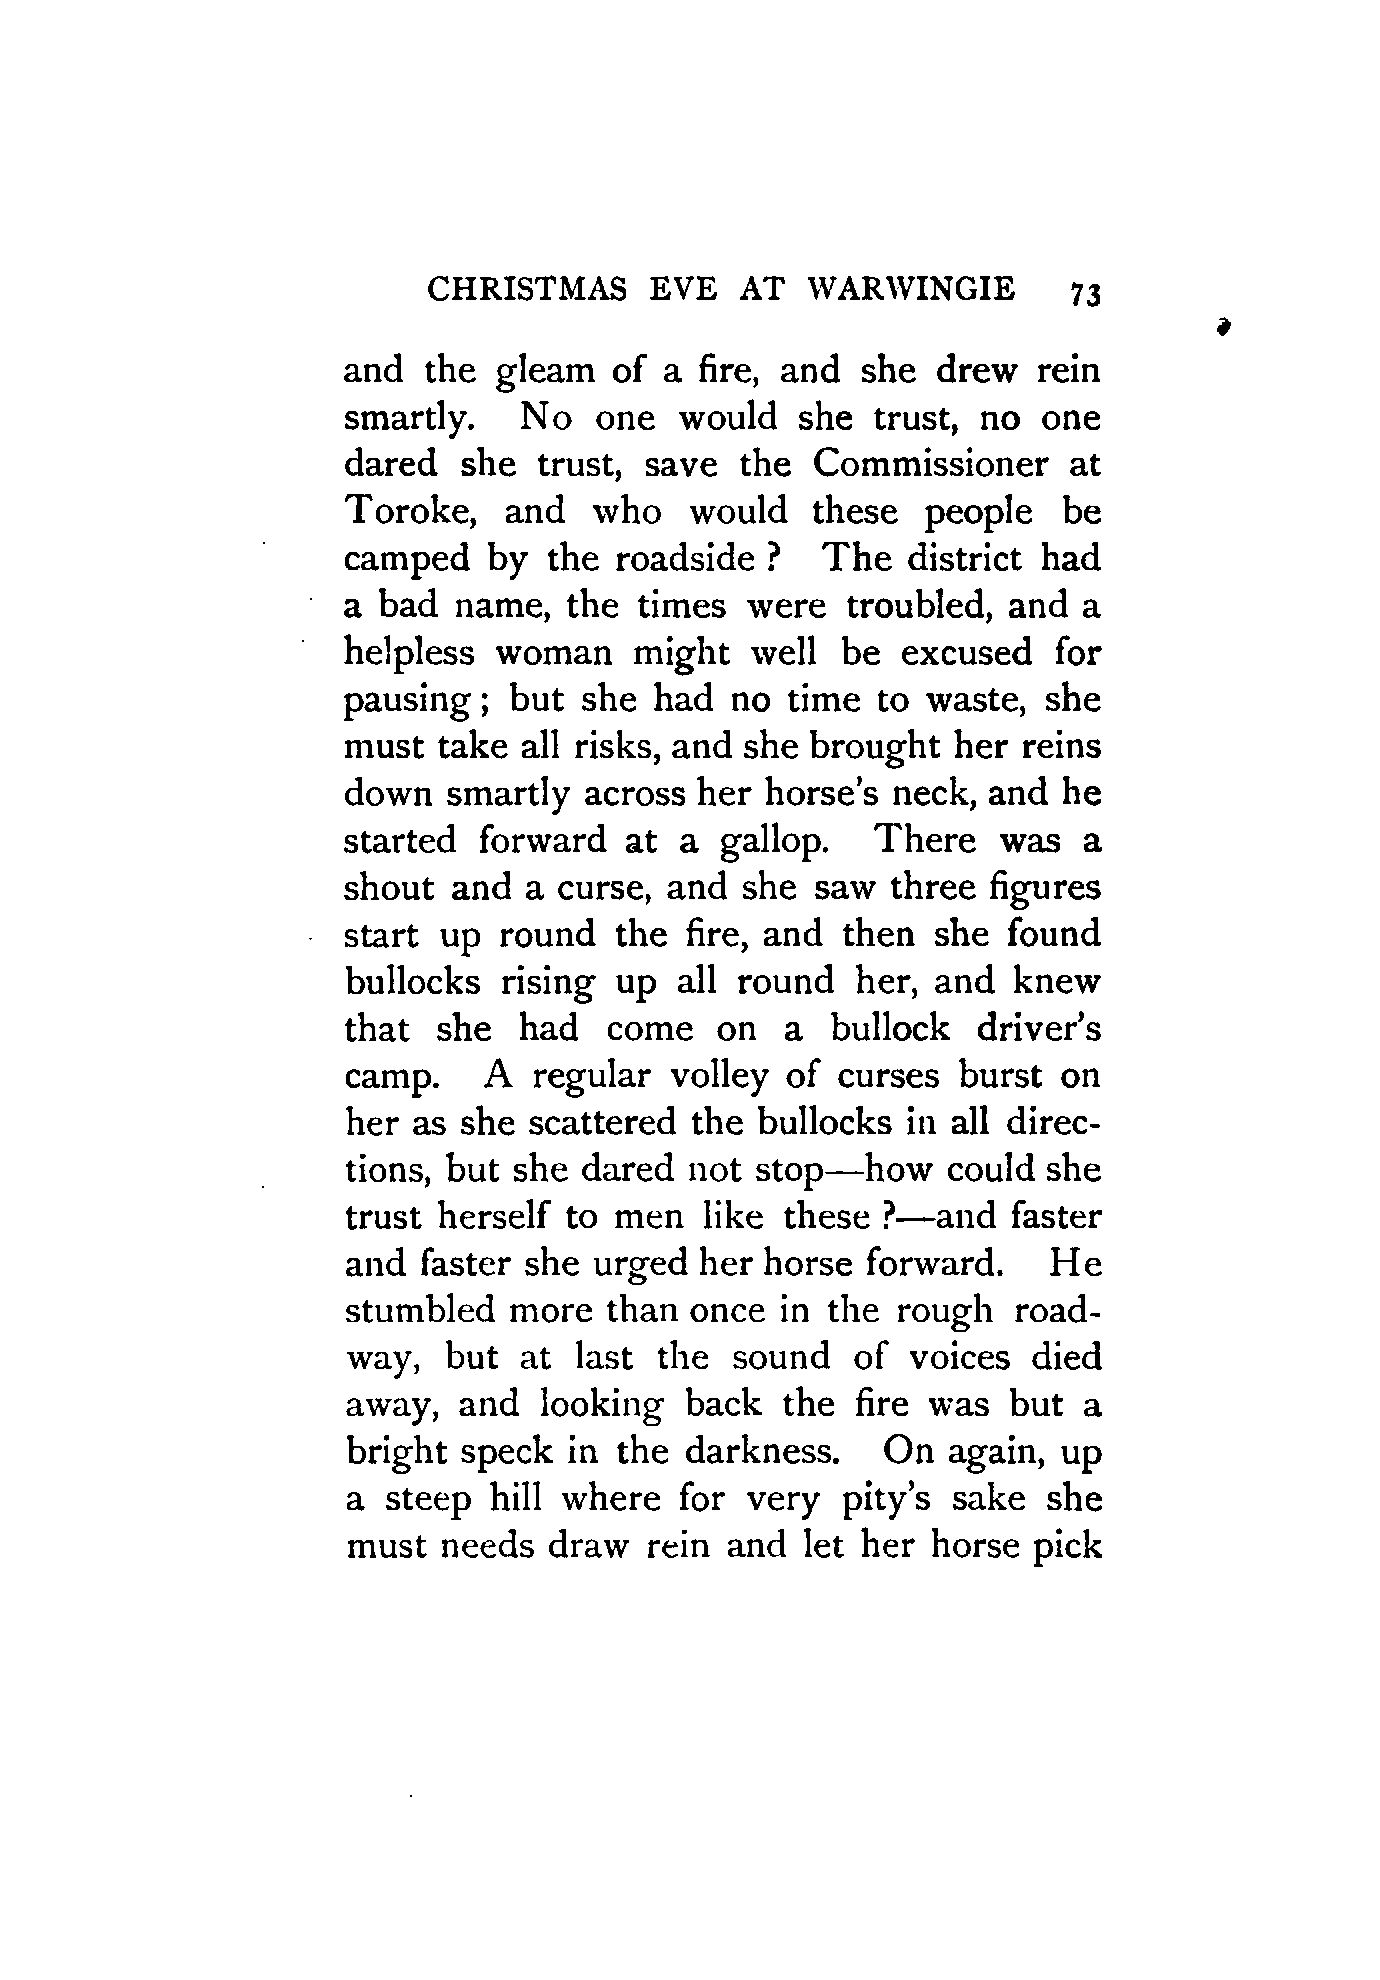 CHRISTMAS EVE AT WARWINGIE 73
and the gleam of a fire, and she drew rein
smartly. No one would she trust, no one
dared she trust, save the Commissioner at
Toroke, and who would these people be
camped by the roadside ? The district had
a bad name, the times were troubled, and a
helpless woman might well be excused for
pausing ; but she had no time to waste, she
must take all risks, and she brought her reins
down smartly across her horse's neck, and he
started forward at a gallop. There was a
shout and a curse, and she saw three figures
start up round the fire, and then she found
bullocks rising up all round her, and knew
that she had come on a bullock driver's
camp. A regular volley of curses burst on
her as she scattered the bullocks in all direc-
tions, but she dared not stop—how could she
trust herself to men like these ?—and faster
and faster she urged her horse forward. He
stumbled more than once in the rough road-
way, but at last the sound of voices died
away, and looking back the fire was but a
bright speck in the darkness. On again, up
a steep hill where for very pity's sake she
must needs draw rein and let her horse pick